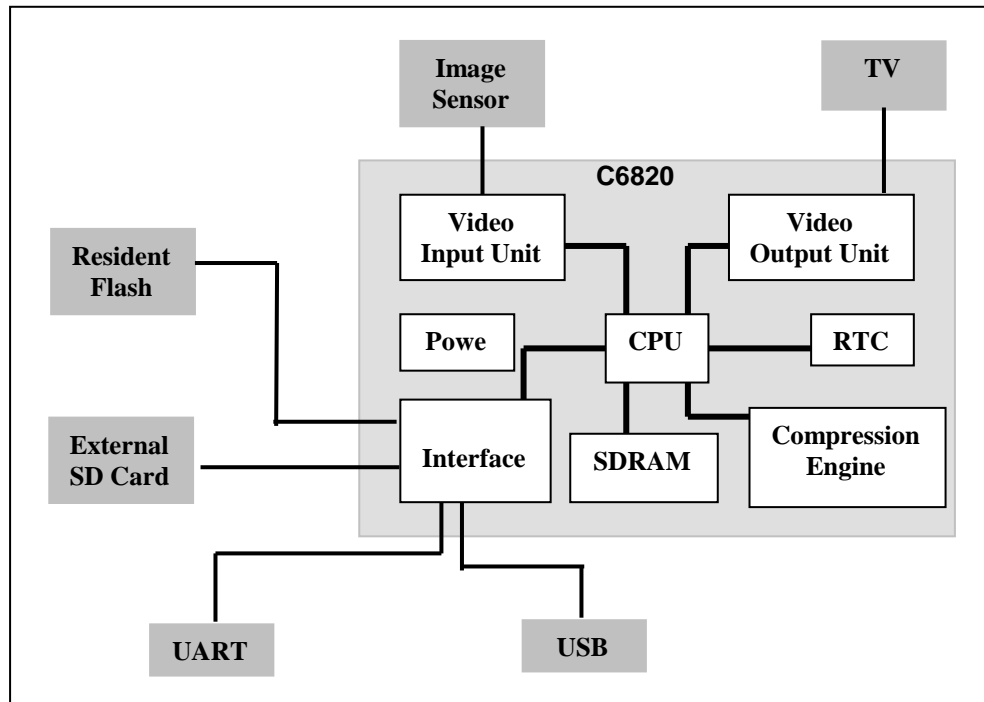 Image
Sensor
TV
C6820
Video
Input Unit
Video
Output Unit
Resident
Flash
Powe
CPU
RTC
External
SD Card
Interface
SDRAM
Compression
Engine
UART
USB